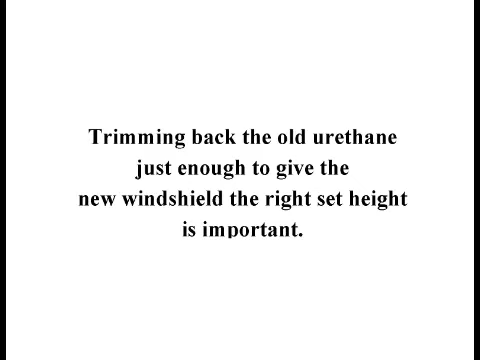 Trimming back the old urethane
just enough to give the
new windshield the right set height
is important.